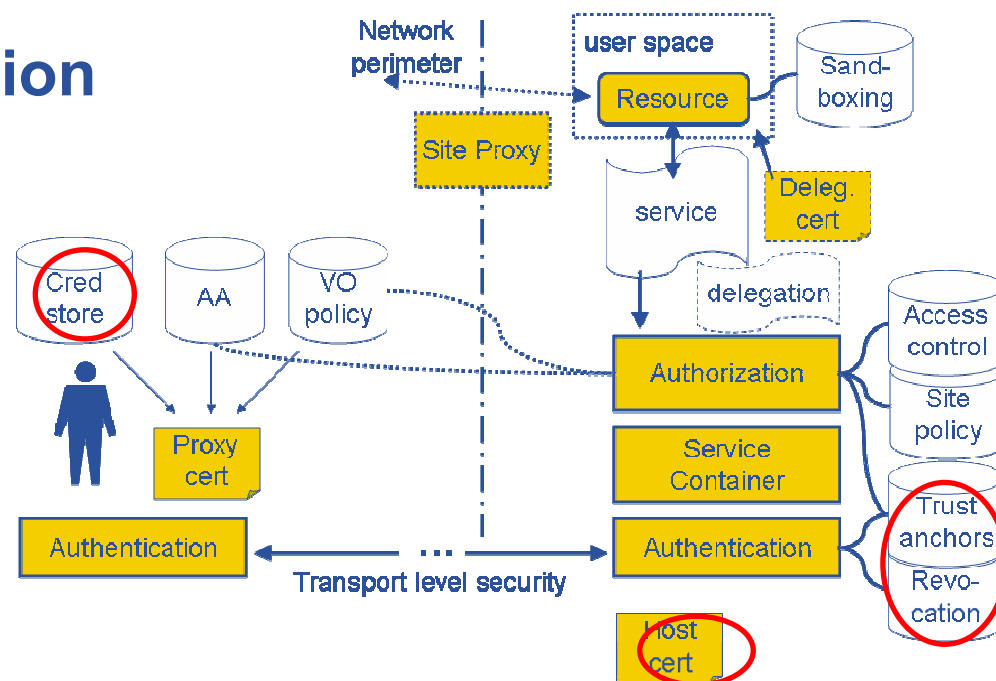 ion
Network
perimeter
user space
Sand-
boxing
Resource
Site Proxy
service
Deleg.
cert
Cred
store
AA
VO
policy
delegation
Access
control
Authorization
Site
policy
Proxy
cert
Service
Container
Trust
anchors
Authentication
...
Authentication
Transport level security
Revo-
cation
Host
cert